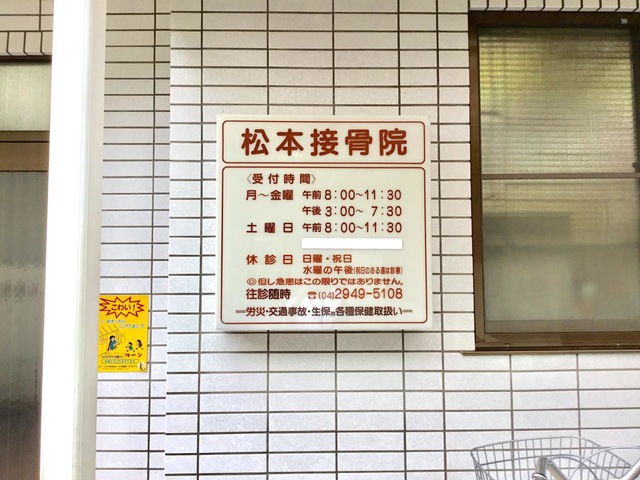 松本接骨院
〈受付時間〉
月～金曜 午前 8:00～11:30
午後 3:00～ 7:30
土曜日 午前 8:00～11:30
休診日 日曜・祝日
水曜の午後(祝日のある週は診療)
◎但し急患はこの限りではありません。
往診随時 ☎(04)2949-5108
労災・交通事故・生保他各種保健取扱い
こわい!